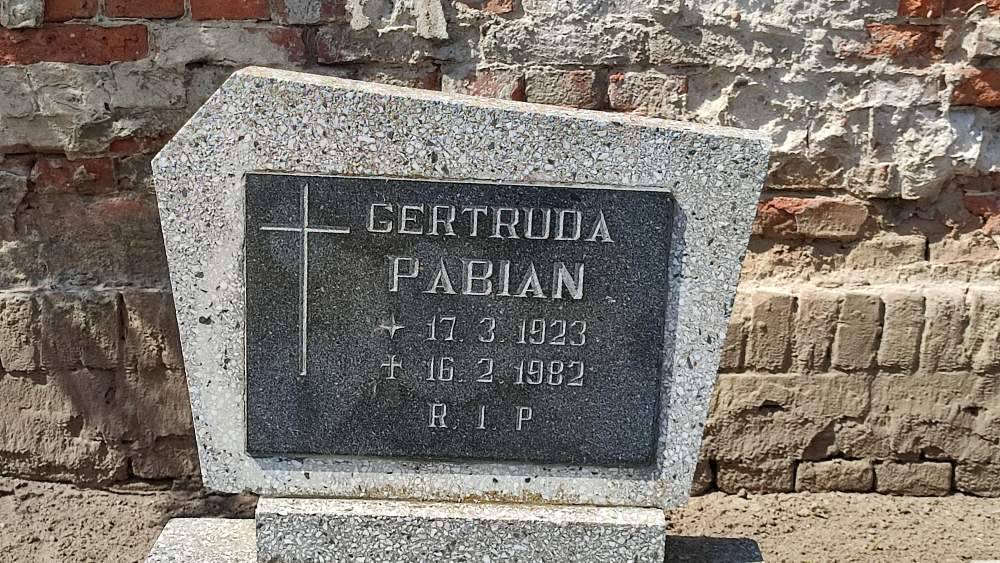 GERTRUDA
PABIAN
17. 3. 1923
16. 2. 1982
R. I. P